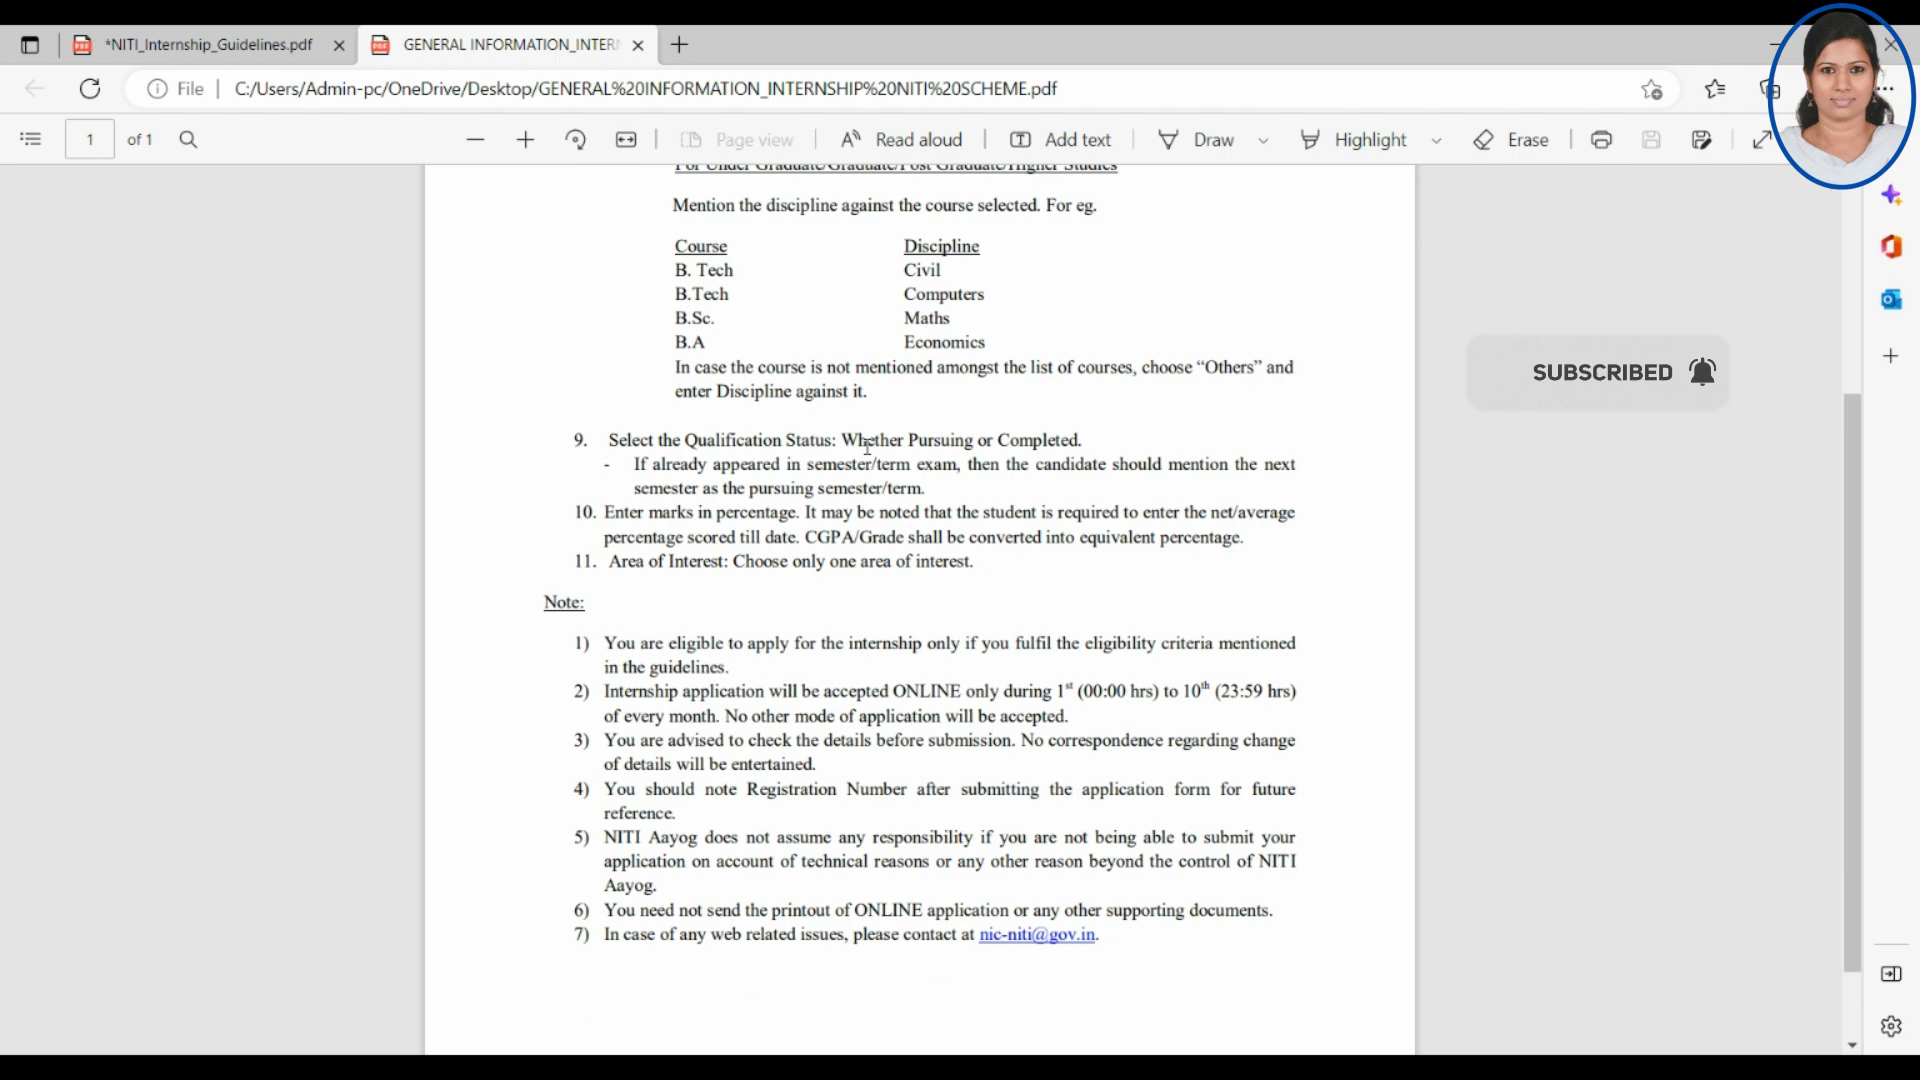 *NITI_Internship_Guidelines.pdf
GENERAL INFORMATION_INTER
File C:/Users/Admin-pc/OneDrive/Desktop/GENERAL%20INFORMATION_INTERNSHIP%20NITI%20SCHEME.pdf
1 of 1 Page view Read aloud Add text Draw Highlight Erase
For Under Graduate/Graduate/Post Graduate/Higher Studies
Mention the discipline against the course selected. For eg.
Course Discipline
B. Tech Civil
B.Tech Computers
B.Sc. Maths
B.A Economics
In case the course is not mentioned amongst the list of courses, choose “Others” and
enter Discipline against it.
SUBSCRIBED
9. Select the Qualification Status: Whether Pursuing or Completed.
- If already appeared in semester/term exam, then the candidate should mention the next
semester as the pursuing semester/term.
10. Enter marks in percentage. It may be noted that the student is required to enter the net/average
percentage scored till date. CGPA/Grade shall be converted into equivalent percentage.
11. Area of Interest: Choose only one area of interest.
Note:
1) You are eligible to apply for the internship only if you fulfil the eligibility criteria mentioned
in the guidelines.
2) Internship application will be accepted ONLINE only during 1st (00:00 hrs) to 10th (23:59 hrs)
of every month. No other mode of application will be accepted.
3) You are advised to check the details before submission. No correspondence regarding change
of details will be entertained.
4) You should note Registration Number after submitting the application form for future
reference.
5) NITI Aayog does not assume any responsibility if you are not being able to submit your
application on account of technical reasons or any other reason beyond the control of NITI
Aayog.
6) You need not send the printout of ONLINE application or any other supporting documents.
7) In case of any web related issues, please contact at nic-niti@gov.in.